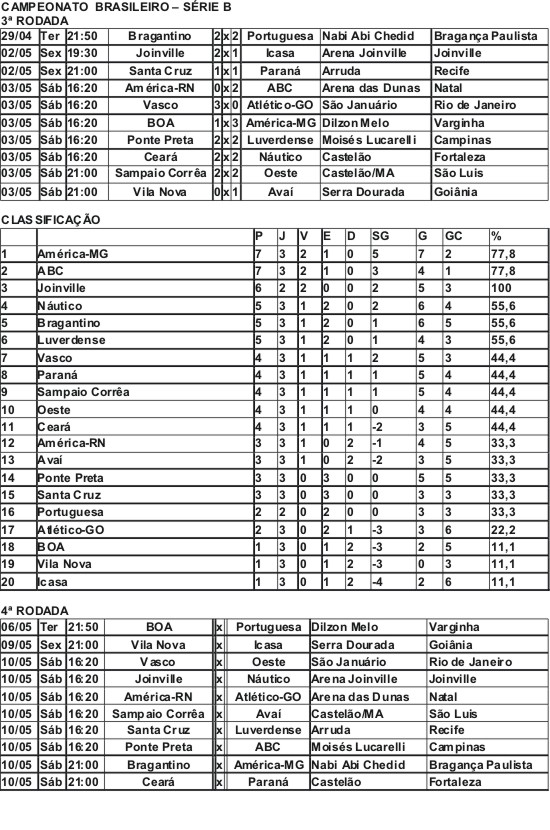 CAMPEONATO BRASILEIRO – SÉRIE B
3ª RODADA
29/04 Ter 21:50 Bragantino 2 x 2 Portuguesa Nabi Abi Chedid Bragança Paulista
02/05 Sex 19:30 Joinville 2 x 1 Icasa Arena Joinville Joinville
02/05 Sex 21:00 Santa Cruz 1 x 1 Paraná Arruda Recife
03/05 Sáb 16:20 América-RN 0 x 2 ABC Arena das Dunas Natal
03/05 Sáb 16:20 Vasco 3 x 0 Atlético-GO São Januário Rio de Janeiro
03/05 Sáb 16:20 BOA 1 x 3 América-MG Dilzon Melo Varginha
03/05 Sáb 16:20 Ponte Preta 2 x 2 Luverdense Moisés Lucarelli Campinas
03/05 Sáb 16:20 Ceará 2 x 2 Náutico Castelão Fortaleza
03/05 Sáb 21:00 Sampaio Corrêa 2 x 2 Oeste Castelão/MA São Luis
03/05 Sáb 21:00 Vila Nova 0 x 1 Avaí Serra Dourada Goiânia
CLASSIFICAÇÃO
P J V E D SG G GC %
1 América-MG 7 3 2 1 0 5 7 2 77,8
2 ABC 7 3 2 1 0 3 4 1 77,8
3 Joinville 6 2 2 0 0 2 5 3 100
4 Náutico 5 3 1 2 0 2 6 4 55,6
5 Bragantino 5 3 1 2 0 1 6 5 55,6
6 Luverdense 5 3 1 2 0 1 4 3 55,6
7 Vasco 4 3 1 1 1 2 5 3 44,4
8 Paraná 4 3 1 1 1 1 5 4 44,4
9 Sampaio Corrêa 4 3 1 1 1 1 5 4 44,4
10 Oeste 4 3 1 1 1 0 4 4 44,4
11 Ceará 4 3 1 1 1 -2 3 5 44,4
12 América-RN 3 3 1 0 2 -1 4 5 33,3
13 Avaí 3 3 1 0 2 -2 3 5 33,3
14 Ponte Preta 3 3 0 3 0 0 5 5 33,3
15 Santa Cruz 3 3 0 3 0 0 3 3 33,3
16 Portuguesa 2 2 0 2 0 0 3 3 33,3
17 Atlético-GO 2 3 0 2 1 -3 3 6 22,2
18 BOA 1 3 0 1 2 -3 2 5 11,1
19 Vila Nova 1 3 0 1 2 -3 0 3 11,1
20 Icasa 1 3 0 1 2 -4 2 6 11,1
4ª RODADA
06/05 Ter 21:50 BOA x Portuguesa Dilzon Melo Varginha
09/05 Sex 21:00 Vila Nova x Icasa Serra Dourada Goiânia
10/05 Sáb 16:20 Vasco x Oeste São Januário Rio de Janeiro
10/05 Sáb 16:20 Joinville x Náutico Arena Joinville Joinville
10/05 Sáb 16:20 América-RN x Atlético-GO Arena das Dunas Natal
10/05 Sáb 16:20 Sampaio Corrêa x Avaí Castelão/MA São Luis
10/05 Sáb 16:20 Santa Cruz x Luverdense Arruda Recife
10/05 Sáb 16:20 Ponte Preta x ABC Moisés Lucarelli Campinas
10/05 Sáb 21:00 Bragantino x América-MG Nabi Abi Chedid Bragança Paulista
10/05 Sáb 21:00 Ceará x Paraná Castelão Fortaleza